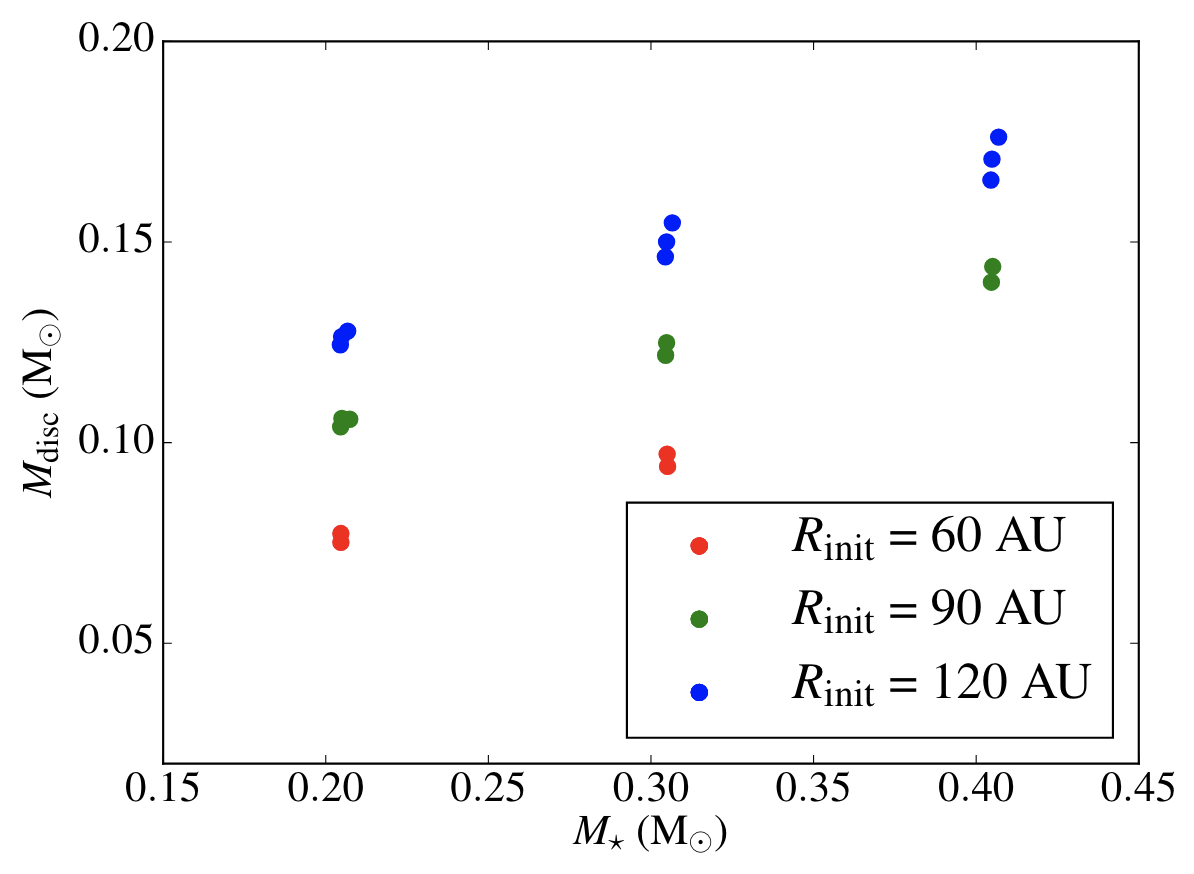 0.20
0.15
0.10
0.05
M_disc (M_⊙)
R_init = 60 AU
R_init = 90 AU
R_init = 120 AU
0.15 0.20 0.25 0.30 0.35 0.40 0.45
M_⋆ (M_⊙)